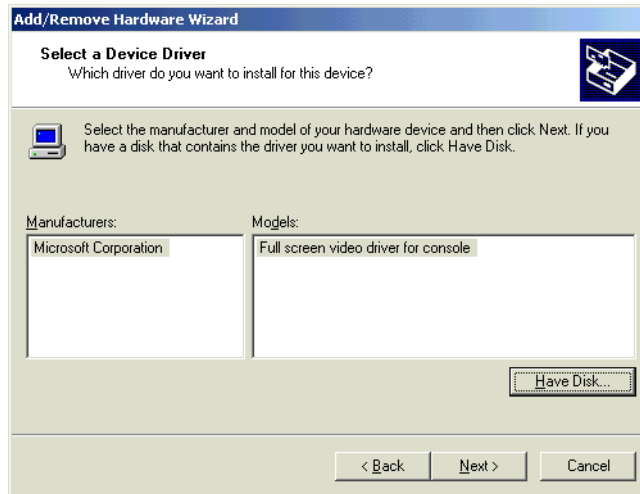 Add/Remove Hardware Wizard
Select a Device Driver
Which driver do you want to install for this device?
Select the manufacturer and model of your hardware device and then click Next. If you
have a disk that contains the driver you want to install, click Have Disk.
Manufacturers:
Models:
Microsoft Corporation
Full screen video driver for console
Have Disk...
< Back
Next >
Cancel